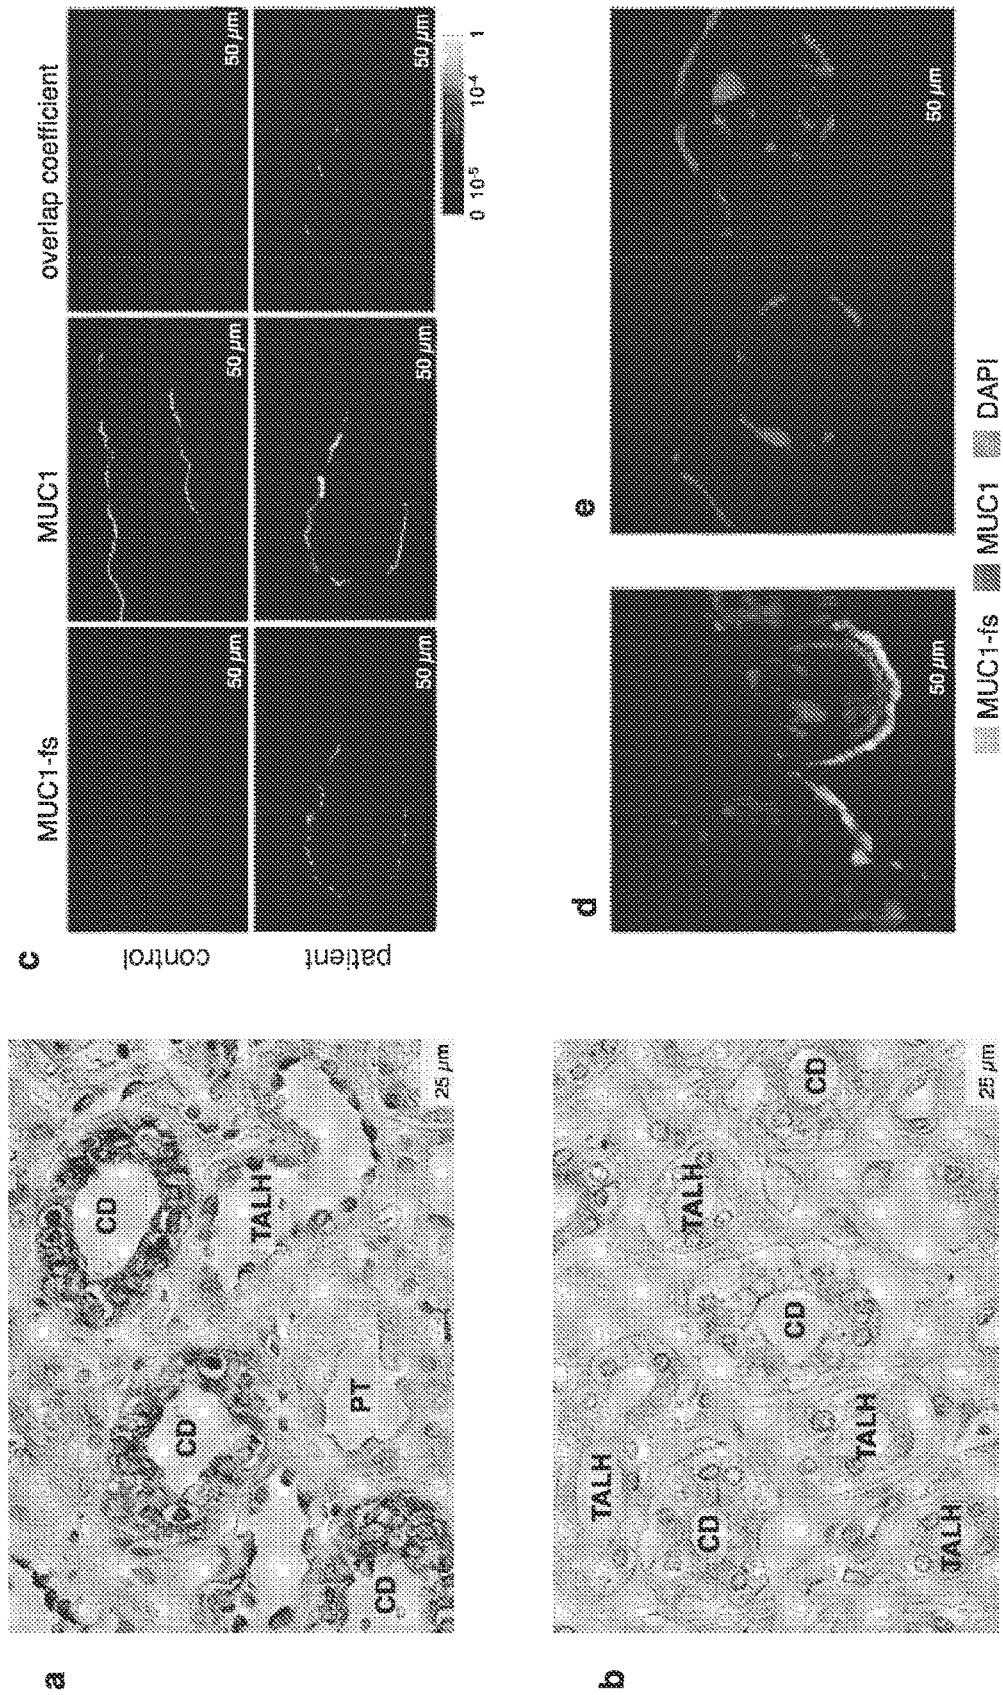 a
CD
CD
CD
TALH
PT
25 µm
b
TALH
TALH
CD
CD
CD
TALH
TALH
25 µm
c
MUC1-fs
MUC1
overlap coefficient
control
50 µm
50 µm
50 µm
patient
50 µm
50 µm
50 µm
0 10-5 10-4 1
d
50 µm
e
50 µm
MUC1-fs MUC1 DAPI